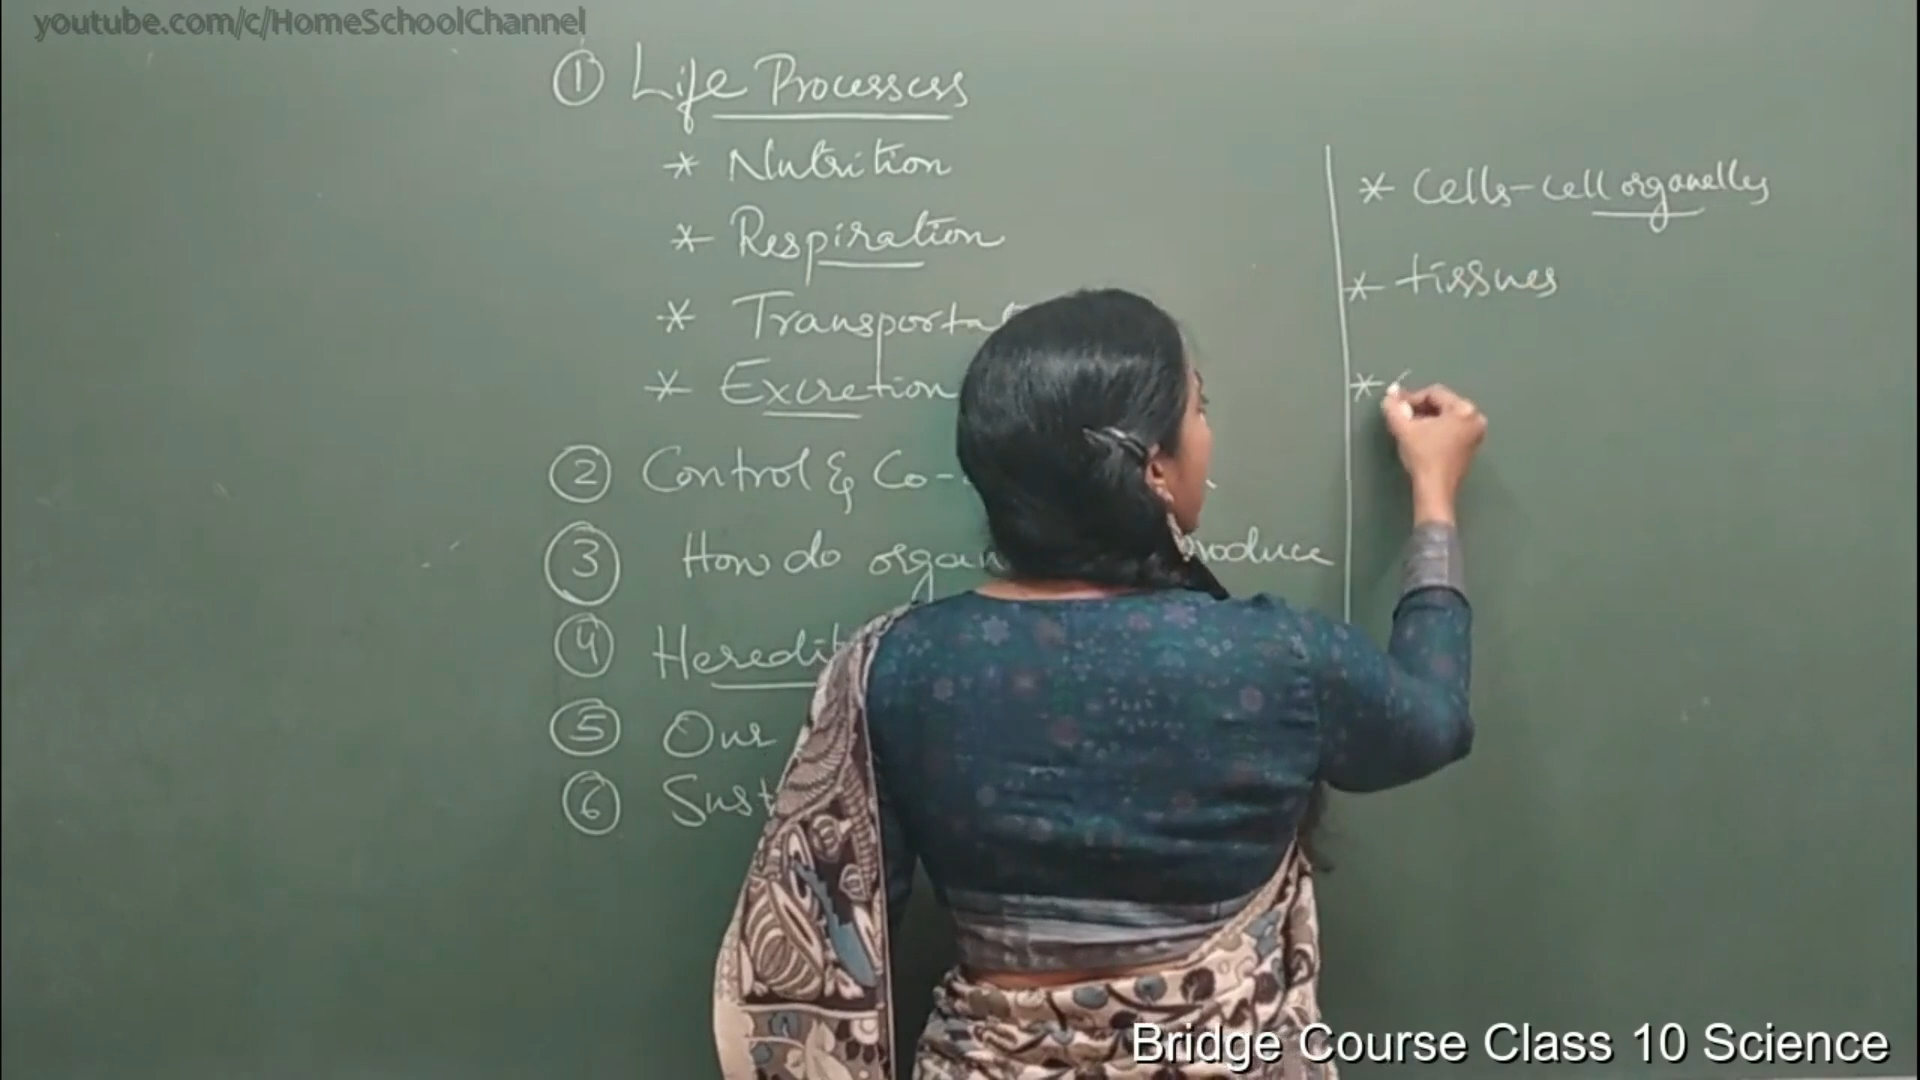 youtube.com/c/HomeSchoolChannel
① Life Processess
* Nutrition
* Respiration
* Transportat
* Excretion
② Control & Co-
③ How do organ produce
④ Heredit
⑤ Our
⑥ Sust
* Cells-cell organelles
* tissues
*
Bridge Course Class 10 Science